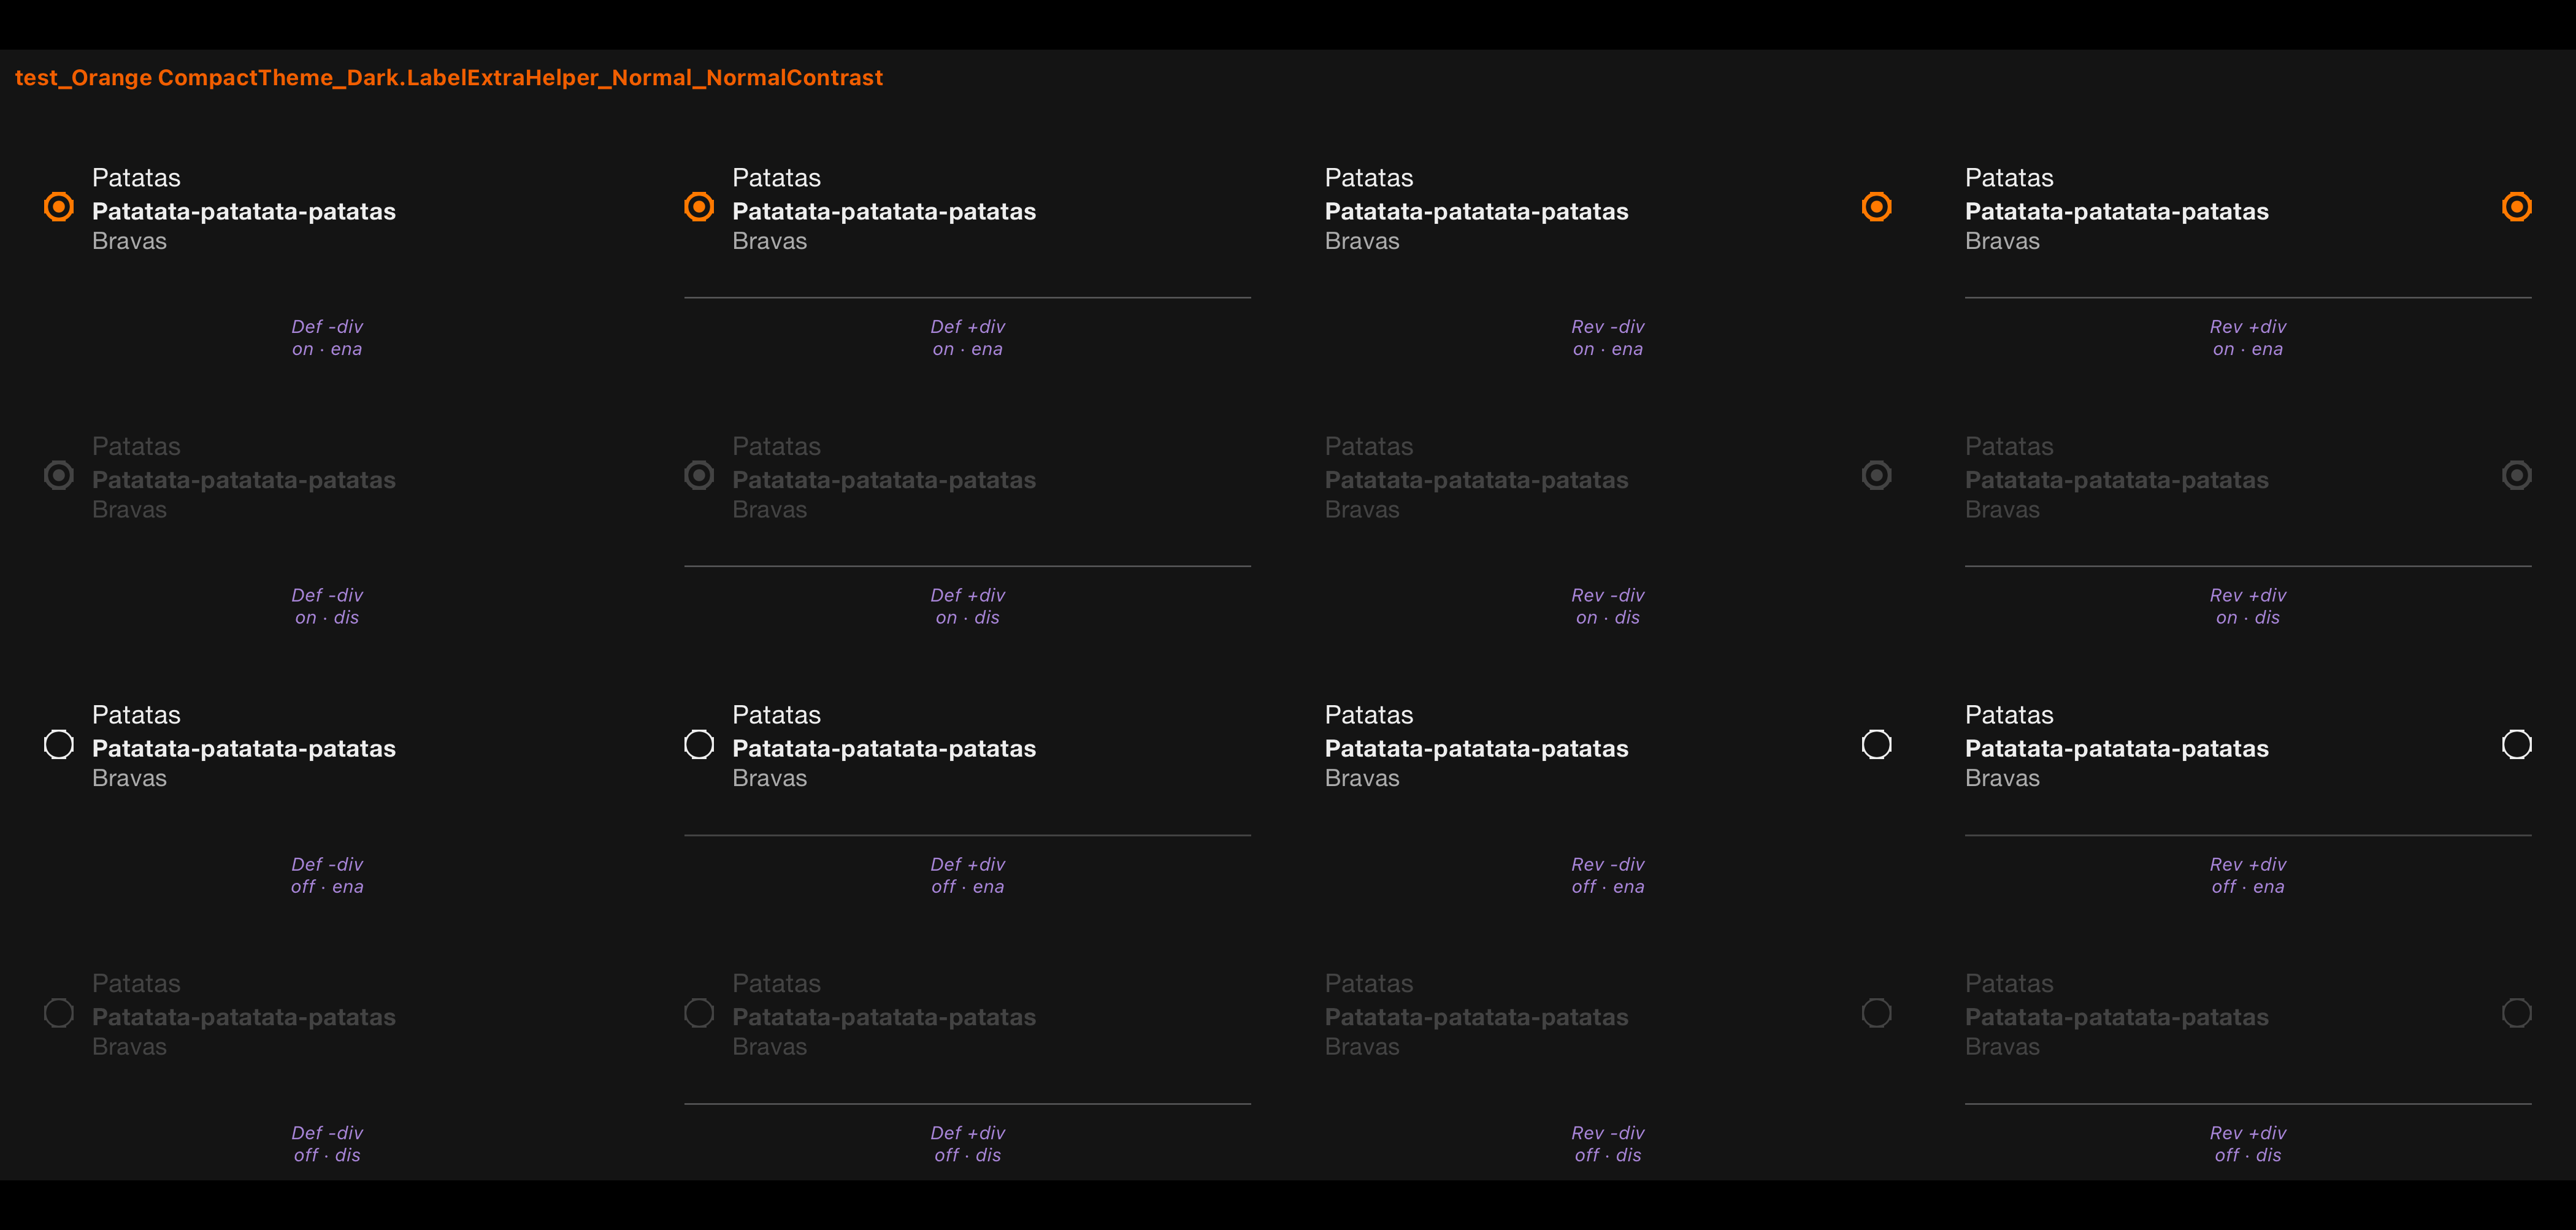 test_Orange CompactTheme_Dark.LabelExtraHelper_Normal_NormalContrast
Patatas
Patatata-patatata-patatas
Bravas
Def -div
on · ena
Patatas
Patatata-patatata-patatas
Bravas
Def +div
on · ena
Patatas
Patatata-patatata-patatas
Bravas
Rev -div
on · ena
Patatas
Patatata-patatata-patatas
Bravas
Rev +div
on · ena
Patatas
Patatata-patatata-patatas
Bravas
Def -div
on · dis
Patatas
Patatata-patatata-patatas
Bravas
Def +div
on · dis
Patatas
Patatata-patatata-patatas
Bravas
Rev -div
on · dis
Patatas
Patatata-patatata-patatas
Bravas
Rev +div
on · dis
Patatas
Patatata-patatata-patatas
Bravas
Def -div
off · ena
Patatas
Patatata-patatata-patatas
Bravas
Def +div
off · ena
Patatas
Patatata-patatata-patatas
Bravas
Rev -div
off · ena
Patatas
Patatata-patatata-patatas
Bravas
Rev +div
off · ena
Patatas
Patatata-patatata-patatas
Bravas
Def -div
off · dis
Patatas
Patatata-patatata-patatas
Bravas
Def +div
off · dis
Patatas
Patatata-patatata-patatas
Bravas
Rev -div
off · dis
Patatas
Patatata-patatata-patatas
Bravas
Rev +div
off · dis